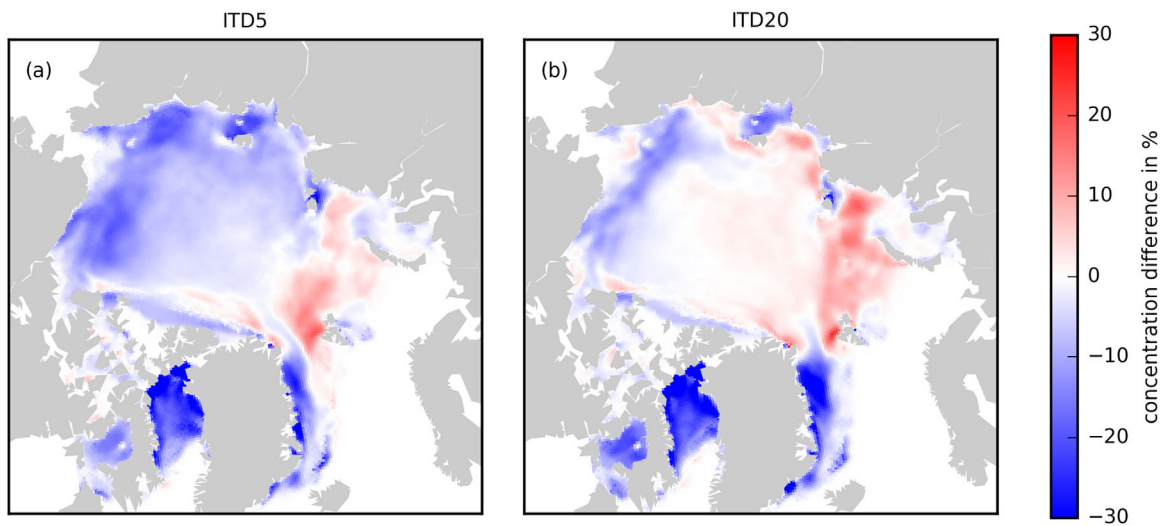 ITD5
ITD20
(a)
(b)
30
20
10
0
−10
−20
−30
concentration difference in %